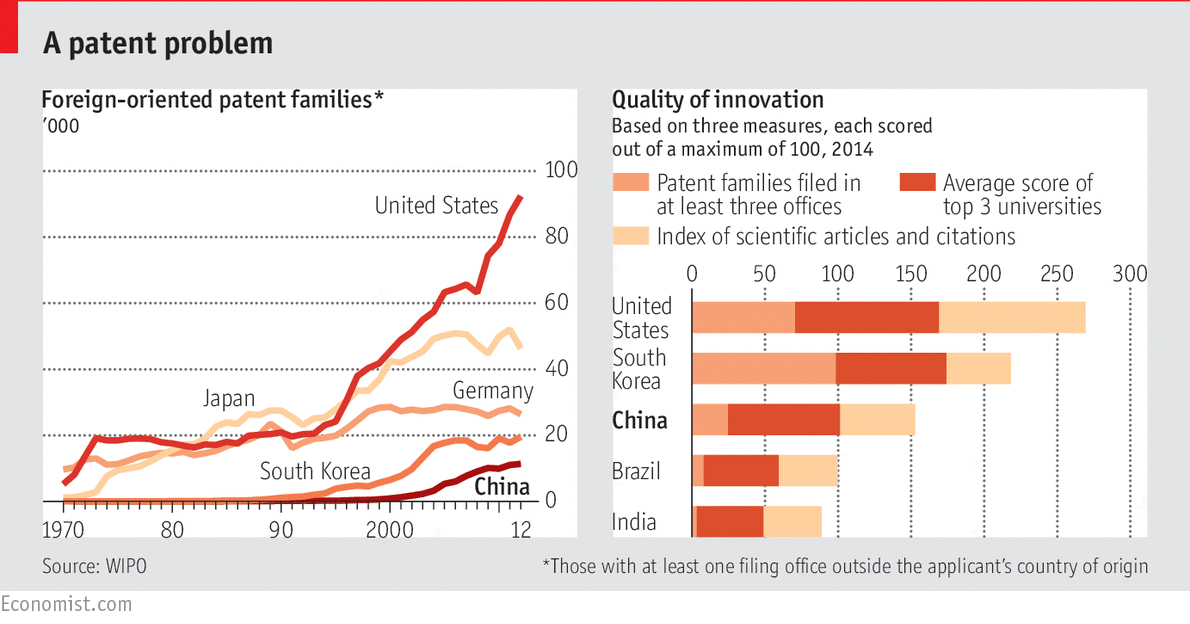 A patent problem
Foreign-oriented patent families*
’000
100
80
60
40
20
0
United States
Japan
Germany
South Korea
China
1970
80
90
2000
12
Quality of innovation
Based on three measures, each scored
out of a maximum of 100, 2014
Patent families filed in
at least three offices
Average score of
top 3 universities
Index of scientific articles and citations
0 50 100 150 200 250 300
United
States
South
Korea
China
Brazil
India
Source: WIPO
*Those with at least one filing office outside the applicant’s country of origin
Economist.com